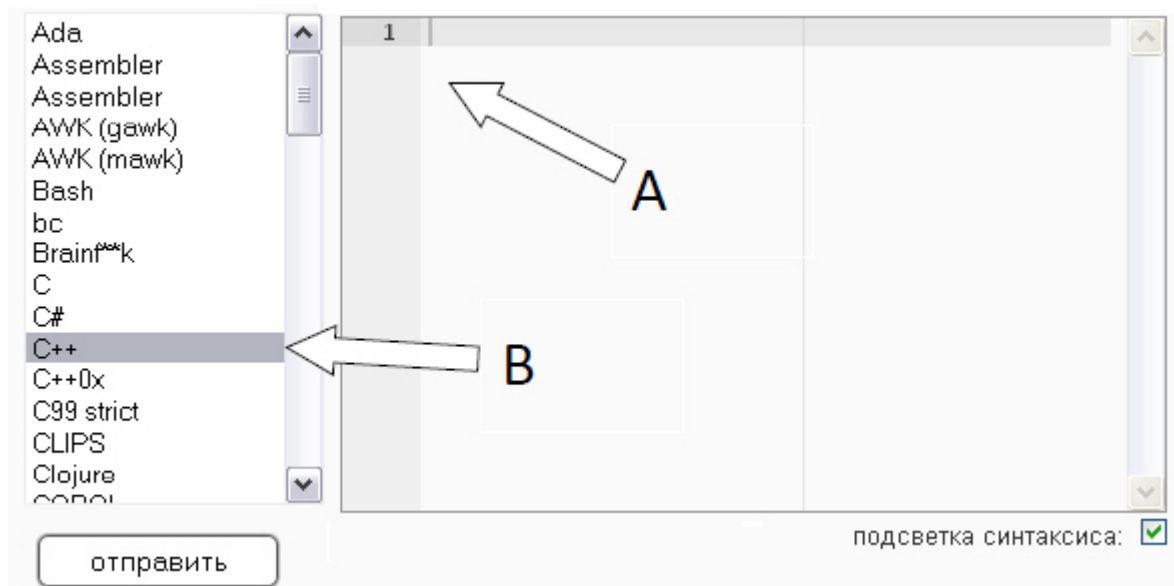 Ada
Assembler
Assembler
AWK (gawk)
AWK (mawk)
Bash
bc
Brainf**k
C
C#
C++
C++0x
C99 strict
CLIPS
Clojure
1
A
B
подсветка синтаксиса:
отправить